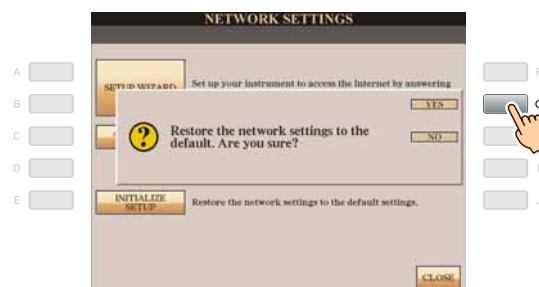 NETWORK SETTINGS
SETUP WIZARD
Set up your instrument to access the Internet by answering
YES
Restore the network settings to the
default. Are you sure?
NO
INITIALIZE
SETUP
Restore the network settings to the default settings.
CLOSE
A
B
C
D
E